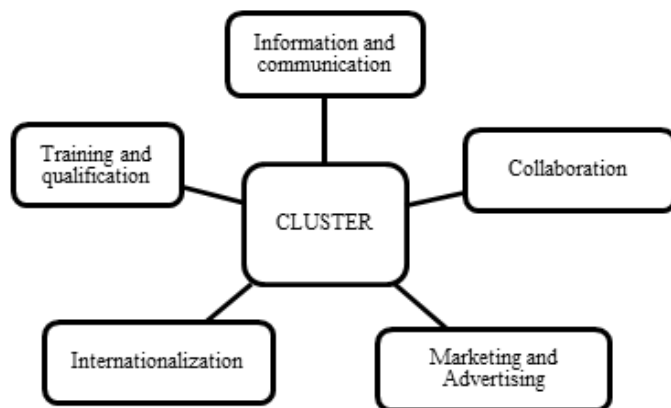 Information and
communication
Training and
qualification
Collaboration
CLUSTER
Internationalization
Marketing and
Advertising